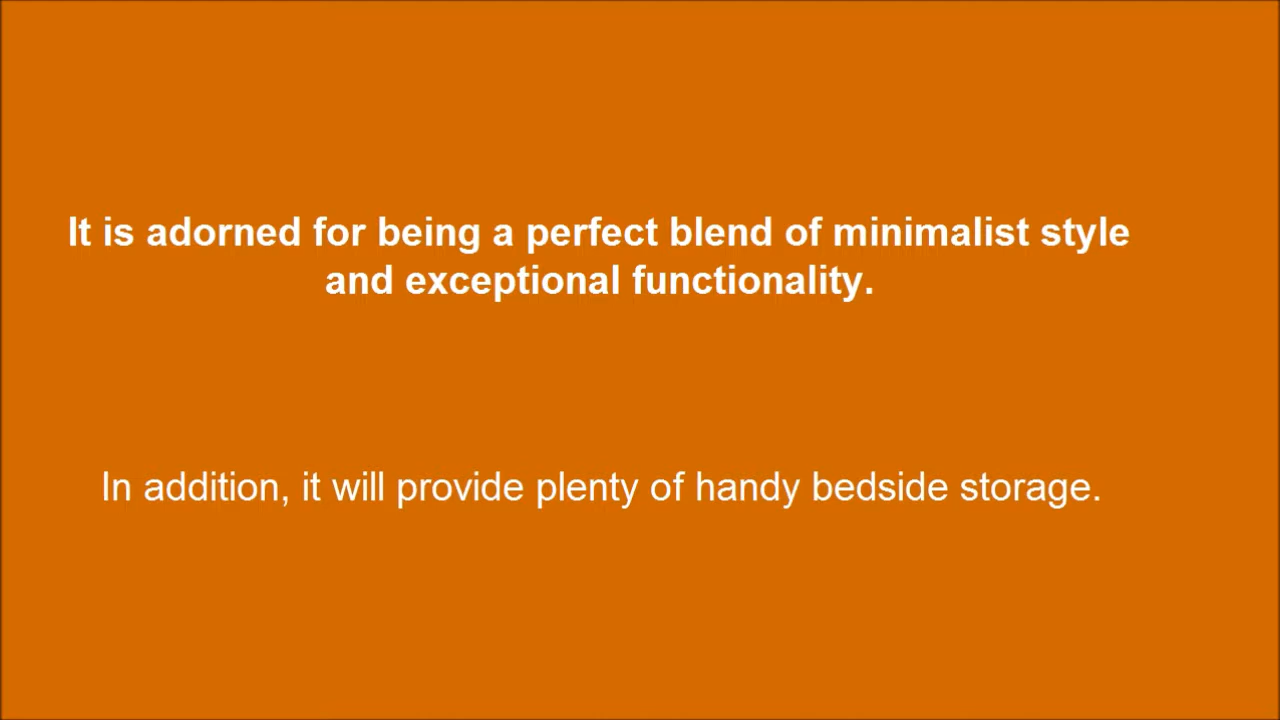 It is adorned for being a perfect blend of minimalist style
and exceptional functionality.
In addition, it will provide plenty of handy bedside storage.